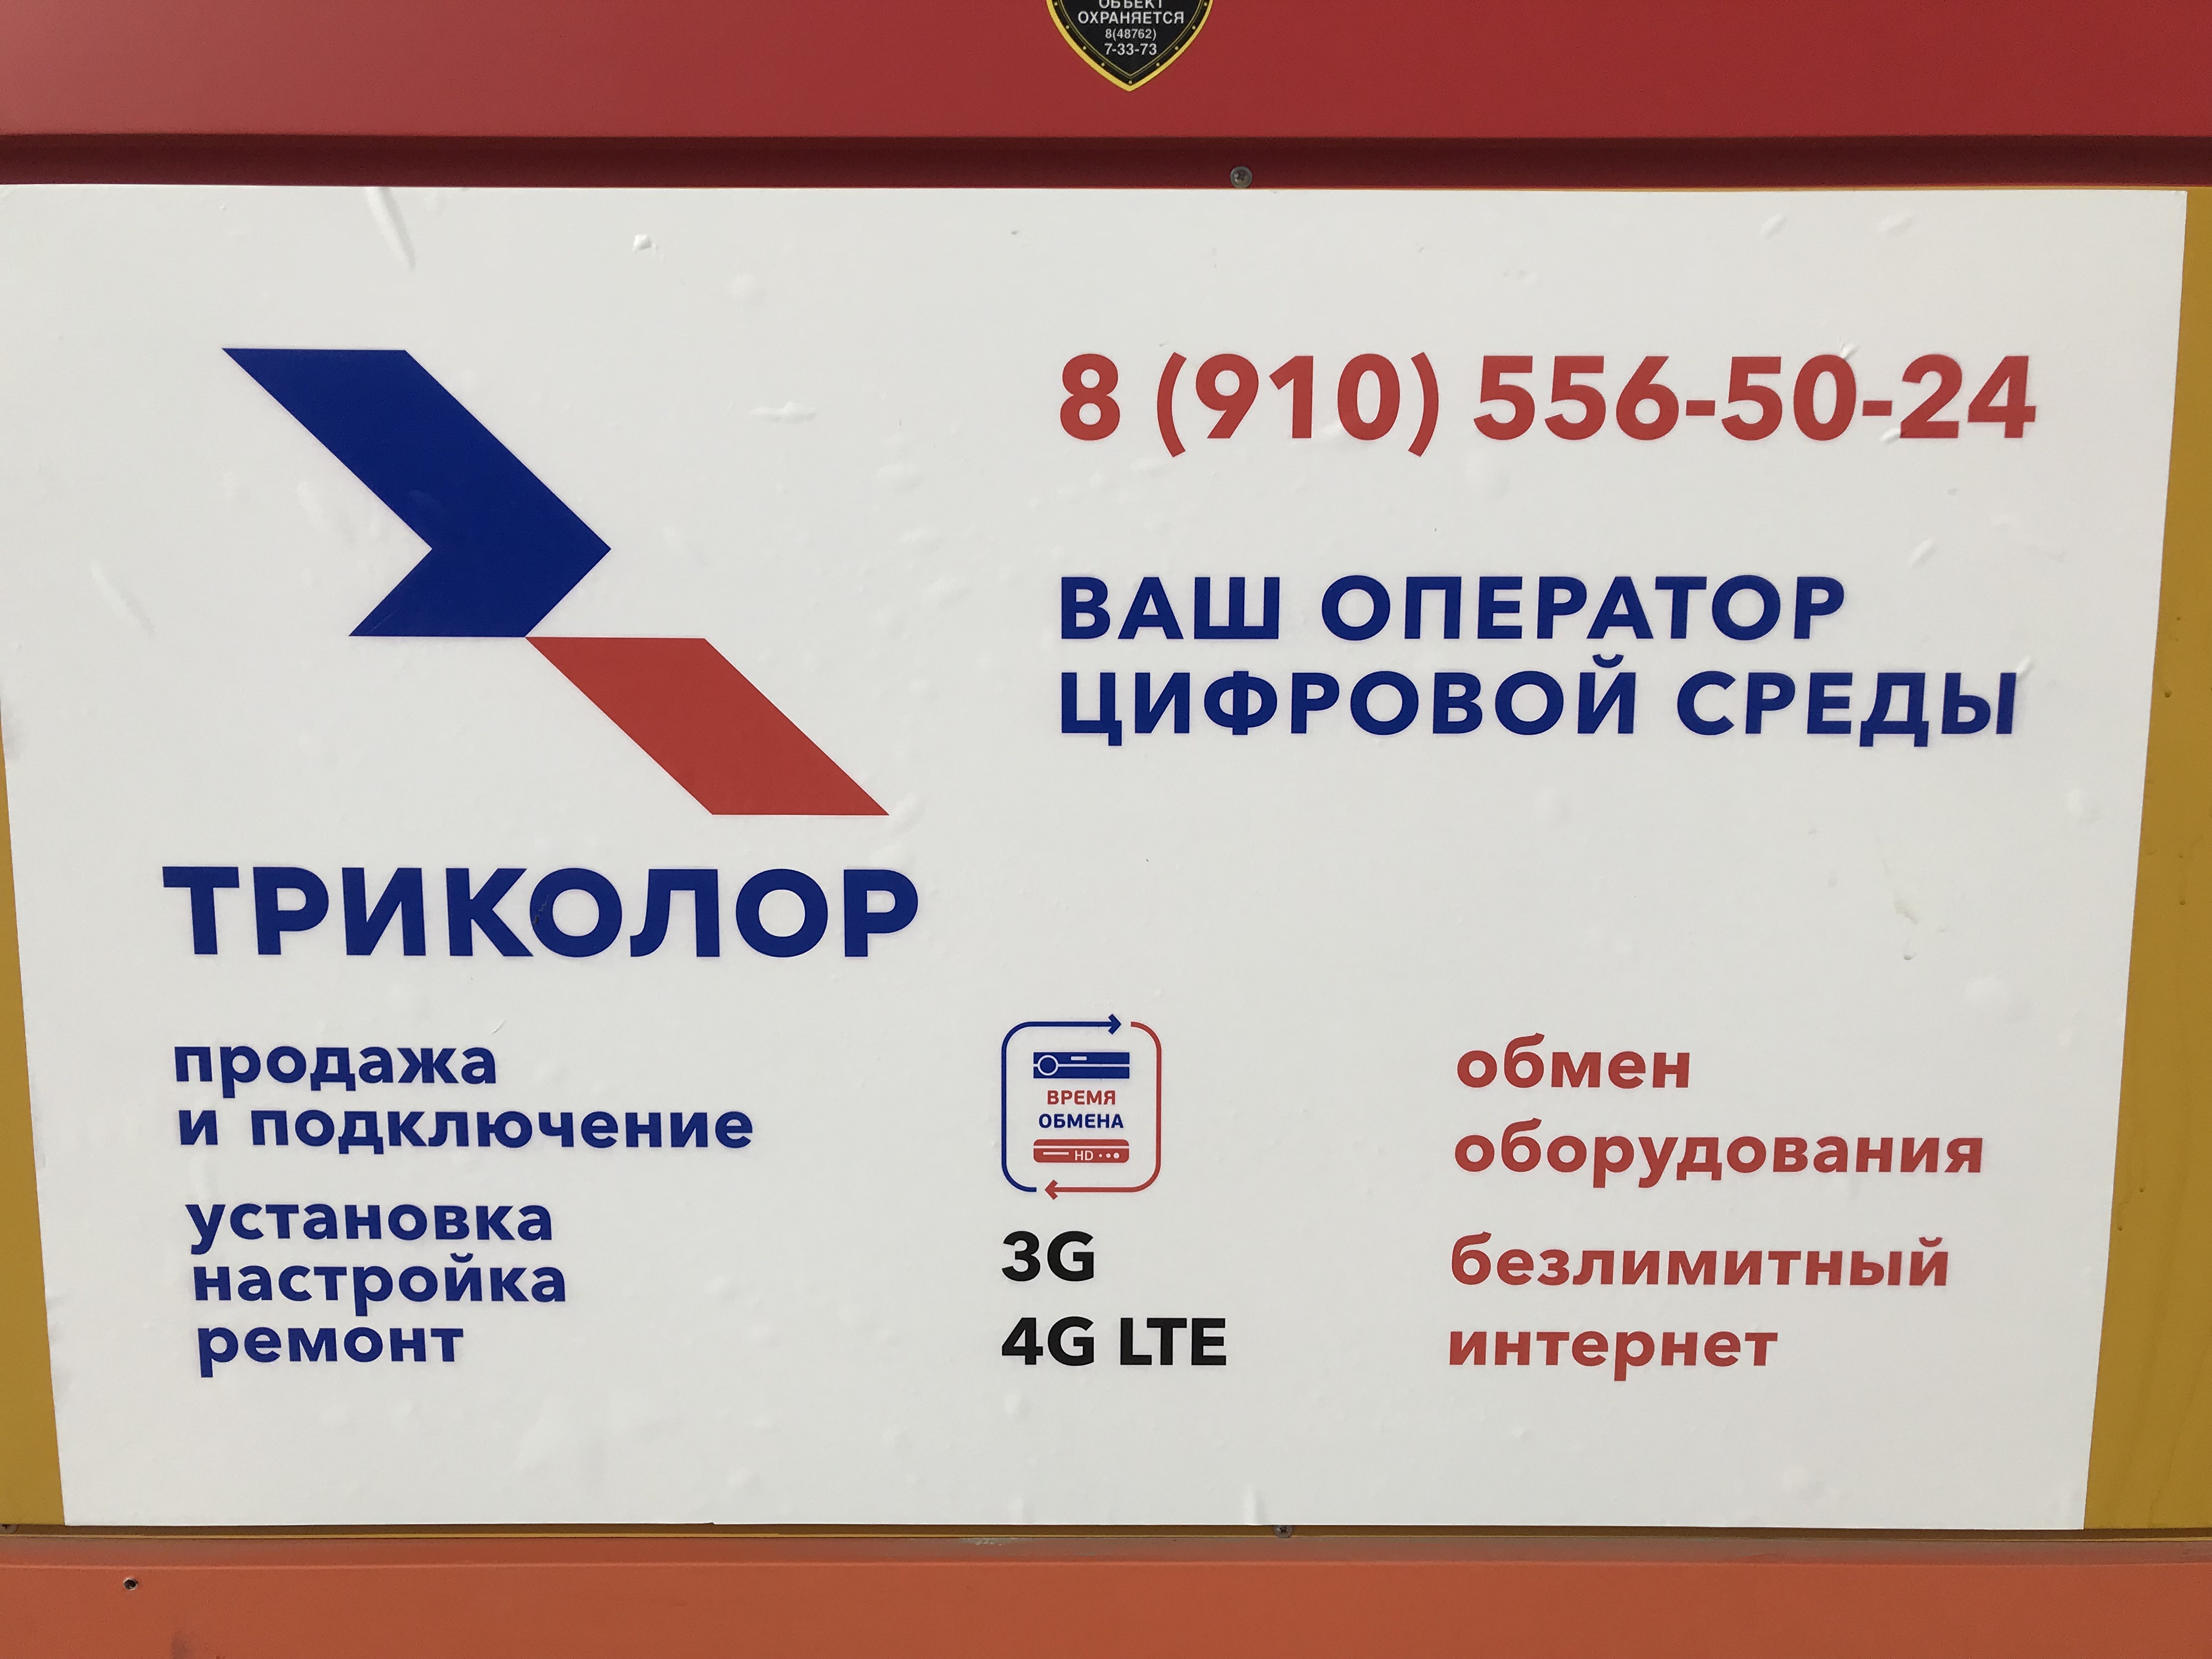 ОБЪЕКТ
ОХРАНЯЕТСЯ
8(48762)
7-33-73
8 (910) 556-50-24
ВАШ ОПЕРАТОР
ЦИФРОВОЙ СРЕДЫ
ТРИКОЛОР
продажа
и подключение
установка
настройка
ремонт
ВРЕМЯ
ОБМЕНА
HD
3G
4G LTE
обмен
оборудования
безлимитный
интернет